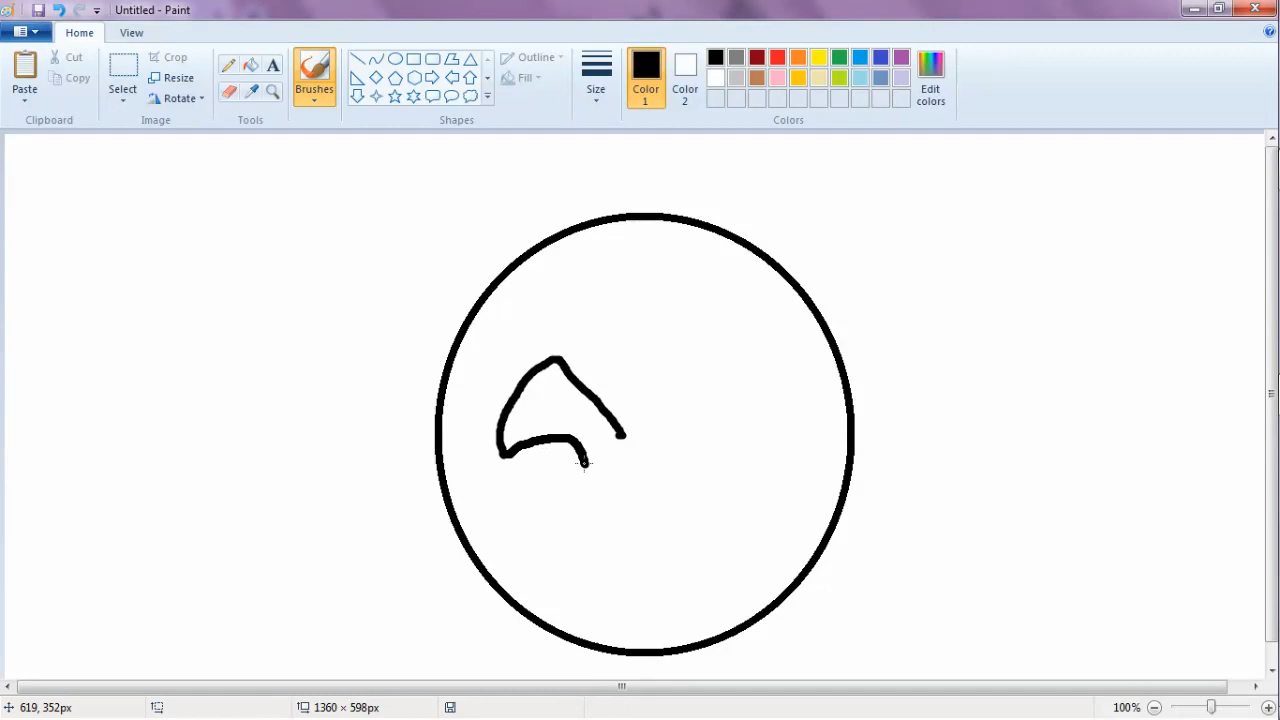 Untitled - Paint
Home View
Paste
Cut
Copy
Clipboard
Select
Crop
Resize
Rotate
Image
A
Tools
Brushes
Outline
Fill
Shapes
Size
Color
1
Color
2
Edit
colors
Colors
619, 352px
1360 × 598px
100%